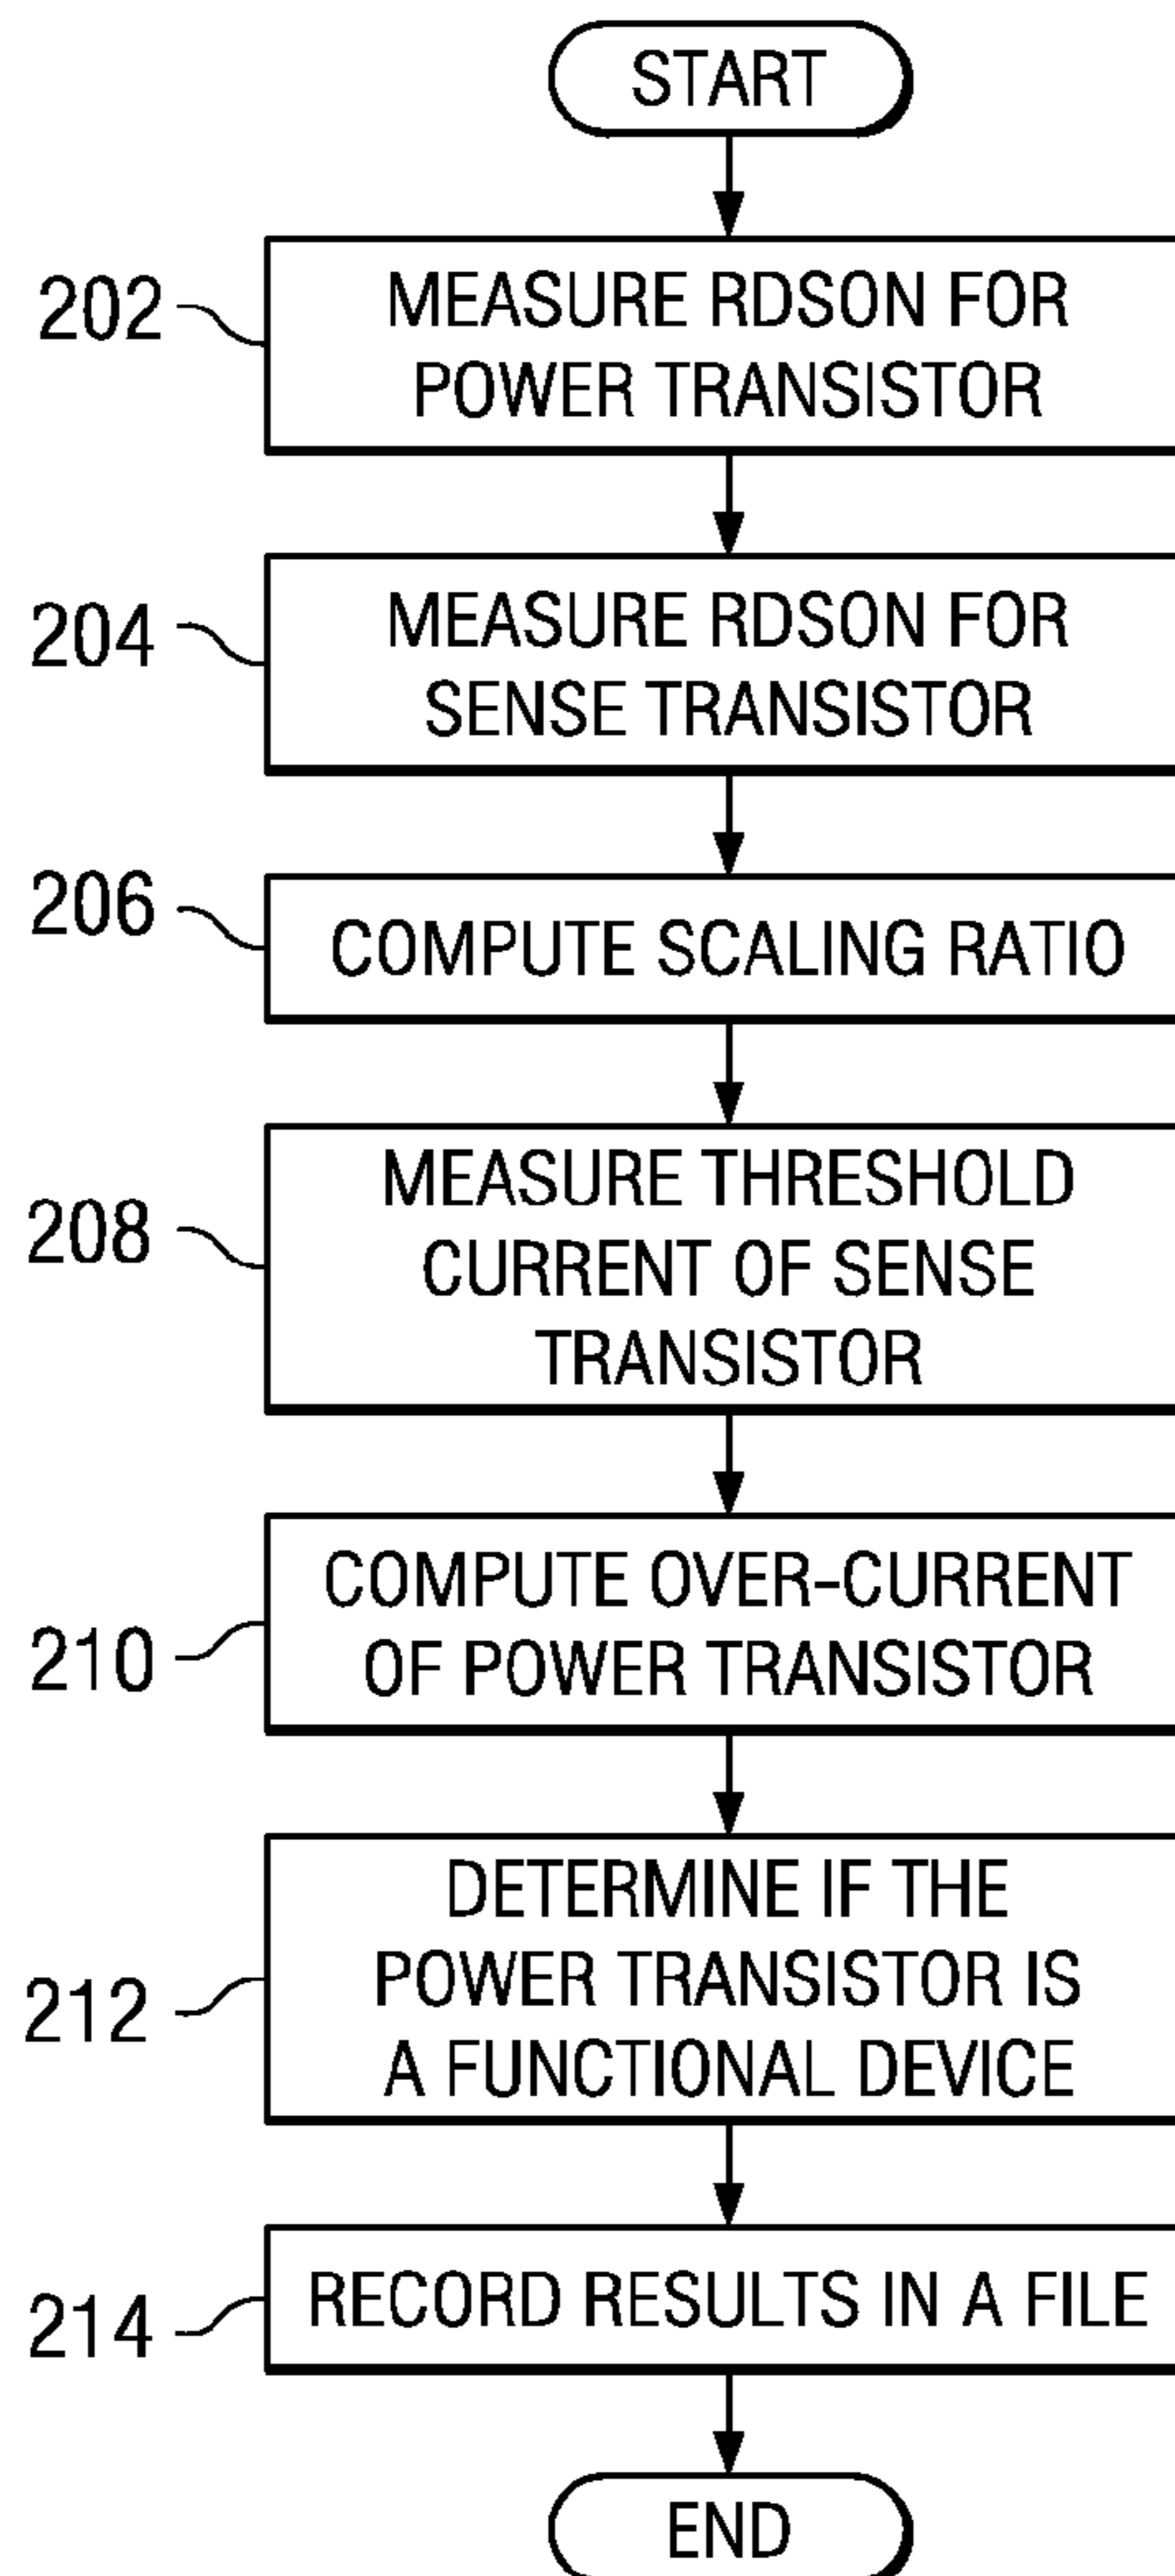 START
202
MEASURE RDSON FOR
POWER TRANSISTOR
204
MEASURE RDSON FOR
SENSE TRANSISTOR
206
COMPUTE SCALING RATIO
208
MEASURE THRESHOLD
CURRENT OF SENSE
TRANSISTOR
210
COMPUTE OVER-CURRENT
OF POWER TRANSISTOR
212
DETERMINE IF THE
POWER TRANSISTOR IS
A FUNCTIONAL DEVICE
214
RECORD RESULTS IN A FILE
END